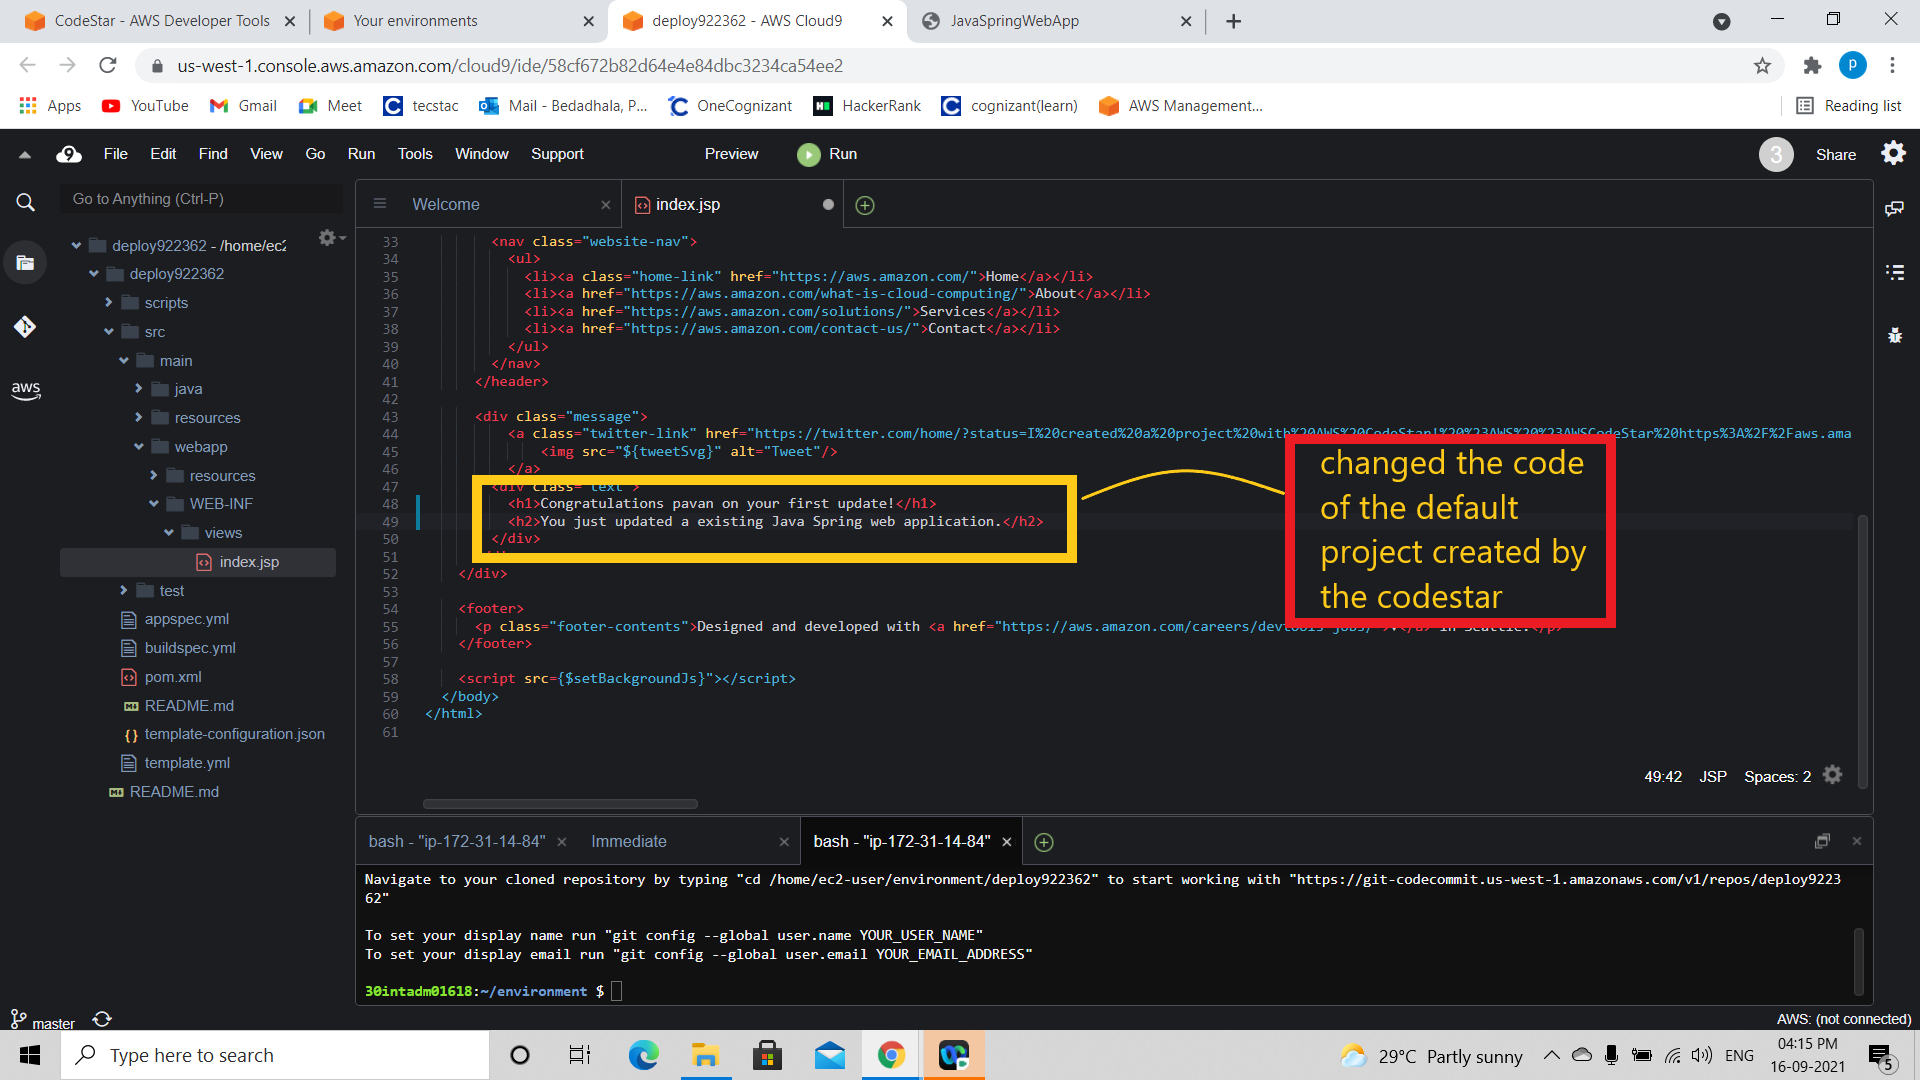 CodeStar - AWS Developer Tools
Your environments
deploy922362 - AWS Cloud9
JavaSpringWebApp
us-west-1.console.aws.amazon.com/cloud9/ide/58cf672b82d64e4e84dbc3234ca54ee2
P
Apps YouTube Gmail Meet tecstac Mail - Bedadhala, P... OneCognizant HackerRank cognizant(learn) AWS Management... Reading list
File Edit Find View Go Run Tools Window Support Preview Run 3 Share
Go to Anything (Ctrl-P)
aws
deploy922362 - /home/ec2
deploy922362
scripts
src
main
java
resources
webapp
resources
WEB-INF
views
index.jsp
test
appspec.yml
buildspec.yml
pom.xml
README.md
template-configuration.json
template.yml
README.md
Welcome index.jsp
33 <nav class="website-nav">
34 <ul>
35 <li><a class="home-link" href="https://aws.amazon.com/">Home</a></li>
36 <li><a href="https://aws.amazon.com/what-is-cloud-computing/">About</a></li>
37 <li><a href="https://aws.amazon.com/solutions/">Services</a></li>
38 <li><a href="https://aws.amazon.com/contact-us/">Contact</a></li>
39 </ul>
40 </nav>
41 </header>
42
43 <div class="message">
44 <a class="twitter-link" href="https://twitter.com/home/?status=I%20created%20a%20project%20with%20AWS%20CodeStar!%20%23AWS%20%23AWSCodeStar%20https%3A%2F%2Faws.ama
45 <img src="${tweetSvg}" alt="Tweet"/>
46 </a>
47 <div class="text">
48 <h1>Congratulations pavan on your first update!</h1>
49 <h2>You just updated a existing Java Spring web application.</h2>
50 </div>
51
52 </div>
53
54 <footer>
55 <p class="footer-contents">Designed and developed with <a href="https://aws.amazon.com/careers/devtools-jobs/
56 </footer>
57
58 <script src={$setBackgroundJs}"></script>
59 </body>
60 </html>
61
changed the code
of the default
project created by
the codestar
49:42 JSP Spaces: 2
bash - "ip-172-31-14-84" Immediate bash - "ip-172-31-14-84"
Navigate to your cloned repository by typing "cd /home/ec2-user/environment/deploy922362" to start working with "https://git-codecommit.us-west-1.amazonaws.com/v1/repos/deploy9223
62"
To set your display name run "git config --global user.name YOUR_USER_NAME"
To set your display email run "git config --global user.email YOUR_EMAIL_ADDRESS"
30intadm01618:~/environment $
master
AWS: (not connected)
Type here to search
29°C Partly sunny
ENG
04:15 PM
16-09-2021
5